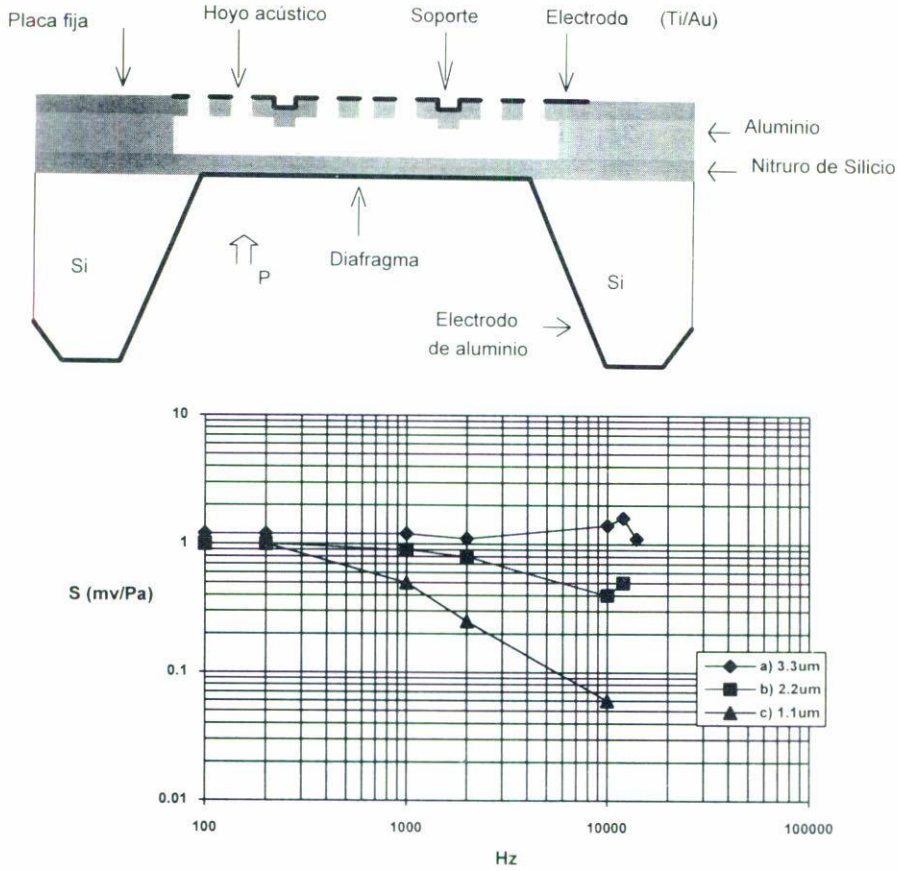 Placa fija
Hoyo acústico
Soporte
Electrodo (Ti/Au)
Aluminio
Nitruro de Silicio
Si
P
Diafragma
Si
Electrodo
de aluminio
10
1
S (mv/Pa)
0.1
0.01
100
1000
10000
100000
Hz
a) 3.3um
b) 2.2um
c) 1.1um